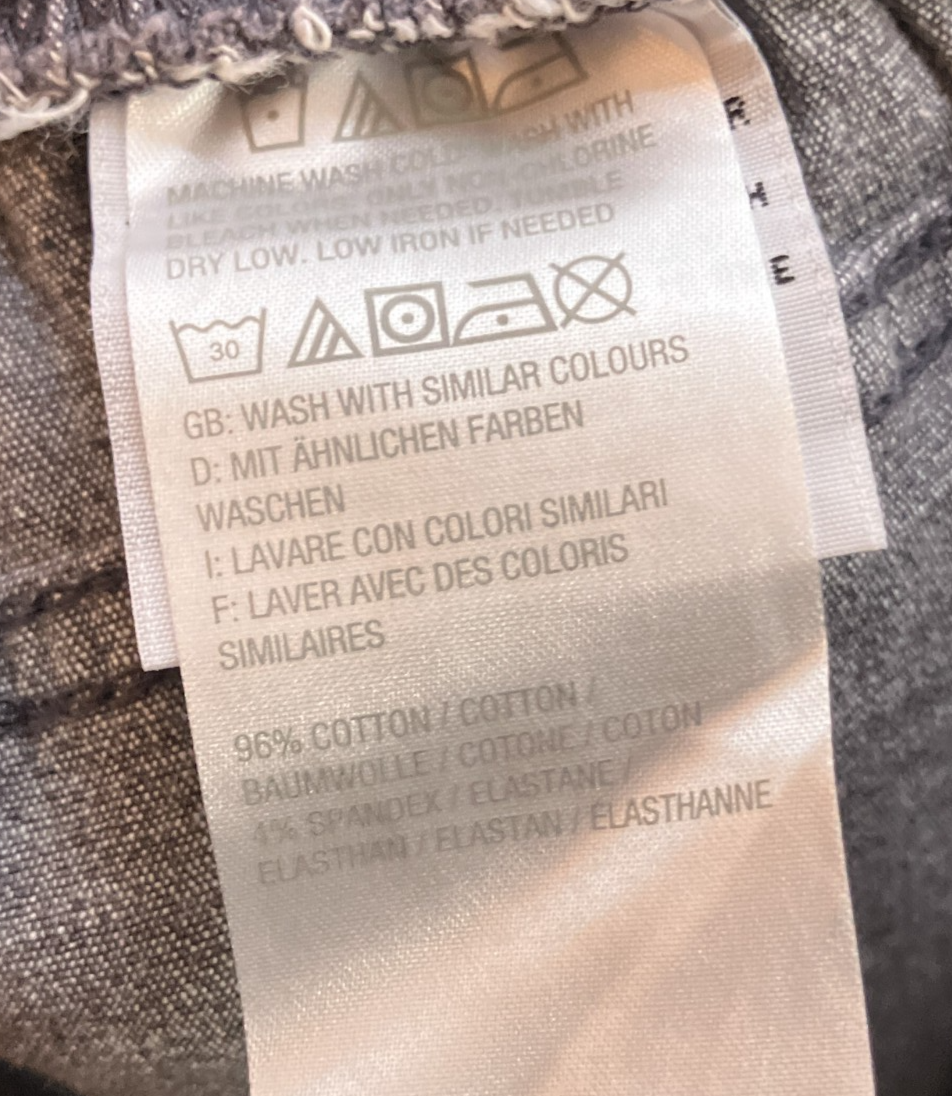 MACHINE WASH COLD WASH WITH
LIKE COLORS ONLY NON-CHLORINE
BLEACH WHEN NEEDED, TUMBLE
DRY LOW. LOW IRON IF NEEDED
30
GB: WASH WITH SIMILAR COLOURS
D: MIT ÄHNLICHEN FARBEN
WASCHEN
I: LAVARE CON COLORI SIMILARI
F: LAVER AVEC DES COLORIS
SIMILAIRES
96% COTTON / COTTON /
BAUMWOLLE / COTONE / COTON
4% SPANDEX / ELASTANE /
ELASTHAN / ELASTAN / ÉLASTHANNE